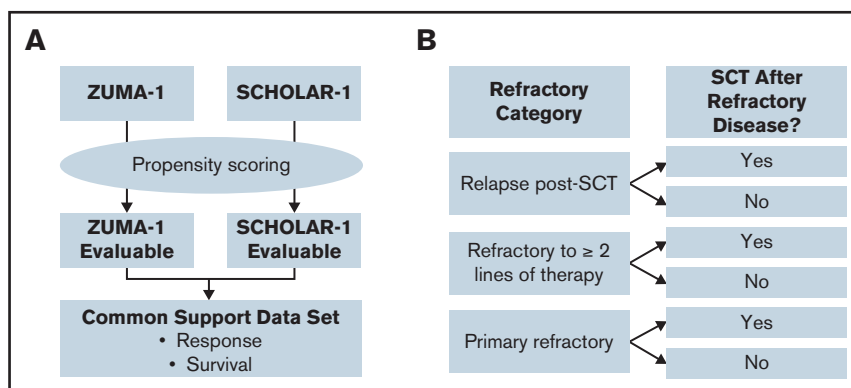 A
ZUMA-1
SCHOLAR-1
Propensity scoring
ZUMA-1
Evaluable
SCHOLAR-1
Evaluable
Common Support Data Set
• Response
• Survival
B
Refractory
Category
SCT After
Refractory
Disease?
Relapse post-SCT
Yes
No
Refractory to ≥ 2
lines of therapy
Yes
No
Primary refractory
Yes
No